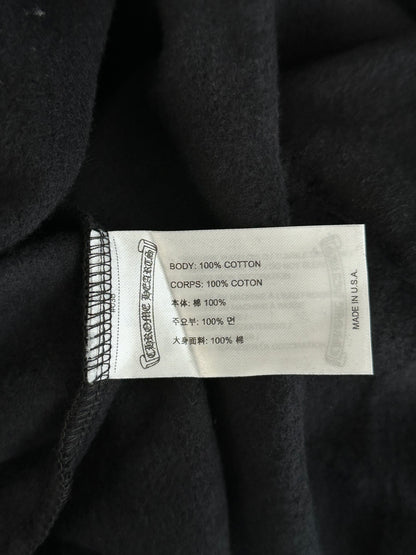 CHROME HEARTS
BODY: 100% COTTON
CORPS: 100% COTON
本体: 棉 100%
주요부: 100% 면
大身面料: 100% 棉
MADE IN U.S.A.